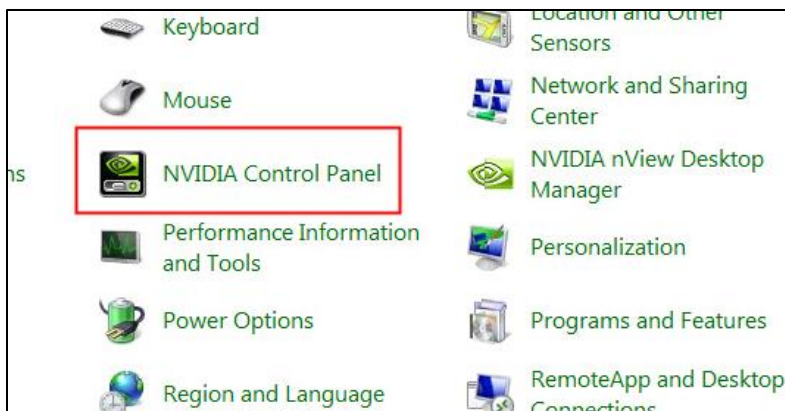 Keyboard
Location and Other
Sensors
Mouse
Network and Sharing
Center
ns
NVIDIA Control Panel
NVIDIA nView Desktop
Manager
Performance Information
and Tools
Personalization
Power Options
Programs and Features
Region and Language
RemoteApp and Desktop
Connections